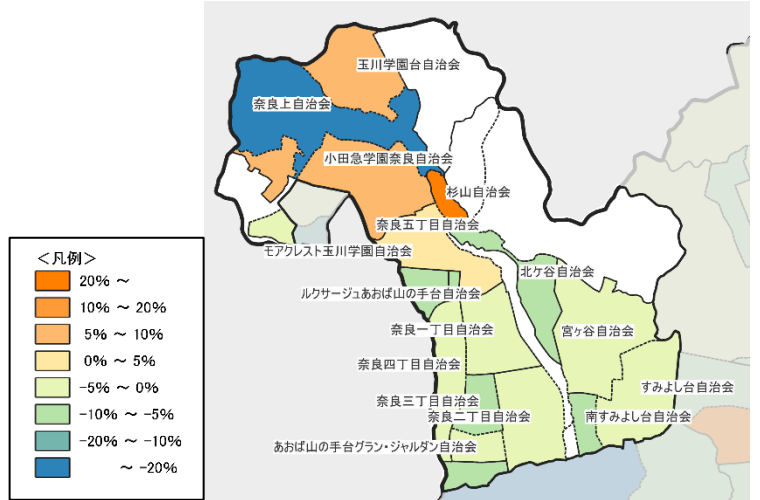 玉川学園台自治会
奈良上自治会
小田急学園奈良自治会
杉山自治会
奈良五丁目自治会
モアクレスト玉川学園自治会
北ケ谷自治会
ルクサージュあおば山の手台自治会
奈良一丁目自治会
宮ヶ谷自治会
奈良四丁目自治会
すみよし台自治会
奈良三丁目自治会
奈良二丁目自治会
南すみよし台自治会
あおば山の手台グラン・ジャルダン自治会
＜凡例＞
20% ～
10% ～ 20%
5% ～ 10%
0% ～ 5%
-5% ～ 0%
-10% ～ -5%
-20% ～ -10%
～ -20%